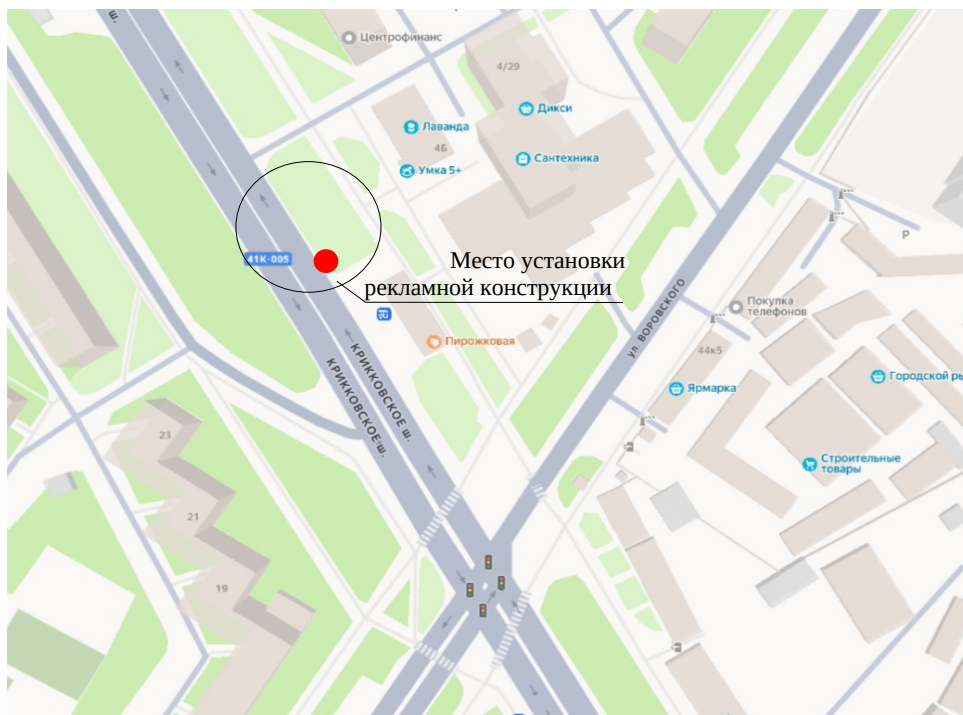 ш.
Центрофинанс
4/29
Дикси
Лаванда
4Б
Сантехника
Умка 5+
41К-005
Место установки
рекламной конструкции
Р
ул. ВОРОВСКОГО
Покупка
телефонов
КРИККОВСКОЕ ш.
КРИККОВСКОЕ ш.
Пирожковая
44к5
Ярмарка
Городской ры
23
Строительные
товары
21
19